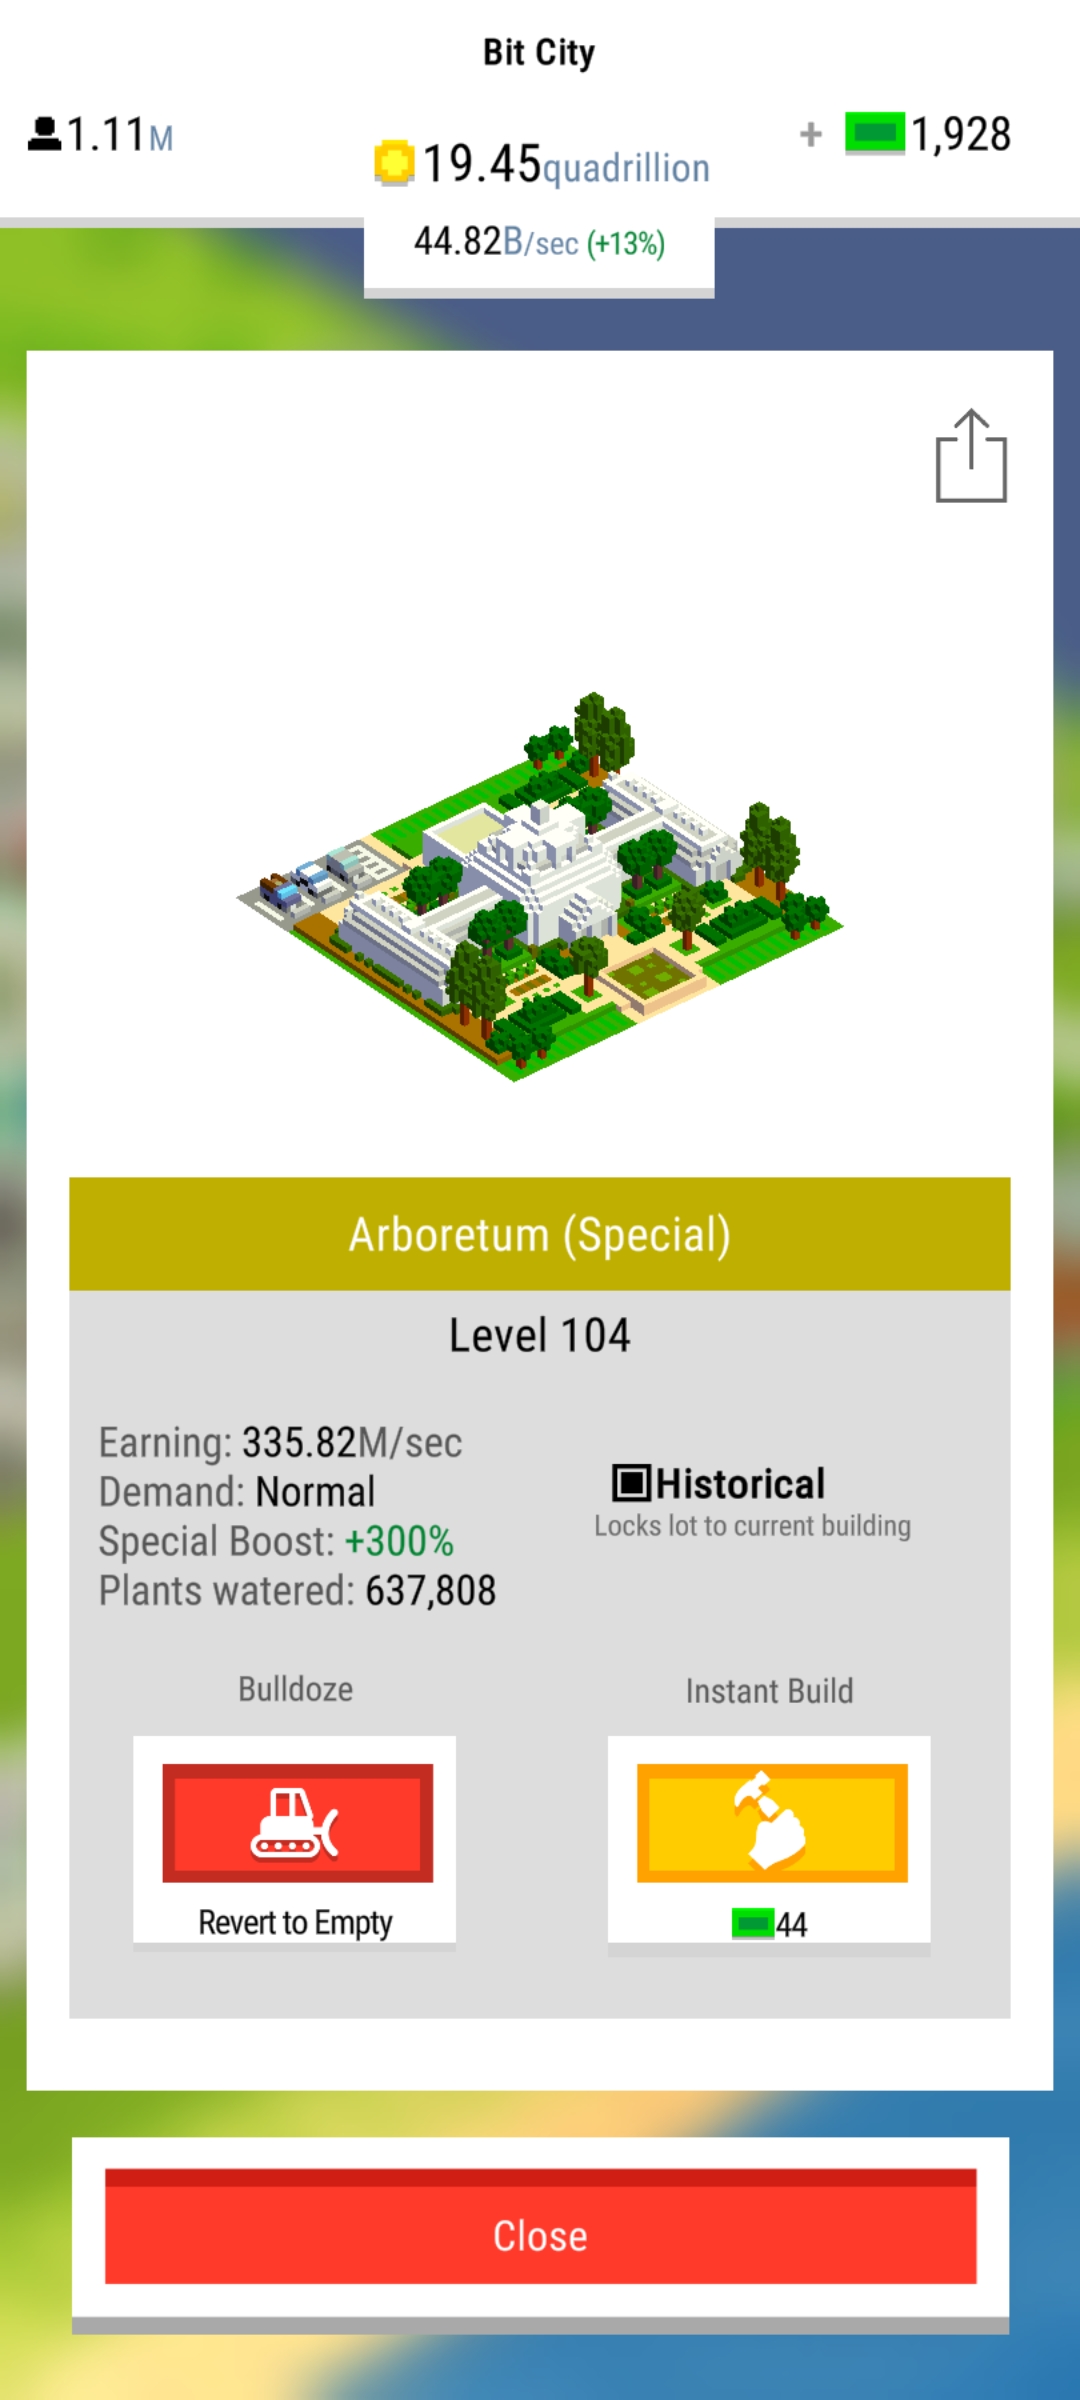 Bit City
1.11M
19.45quadrillion
+ 1,928
44.82B/sec (+13%)
Arboretum (Special)
Level 104
Earning: 335.82M/sec
Demand: Normal
Special Boost: +300%
Plants watered: 637,808
Historical
Locks lot to current building
Bulldoze
Instant Build
Revert to Empty
44
Close